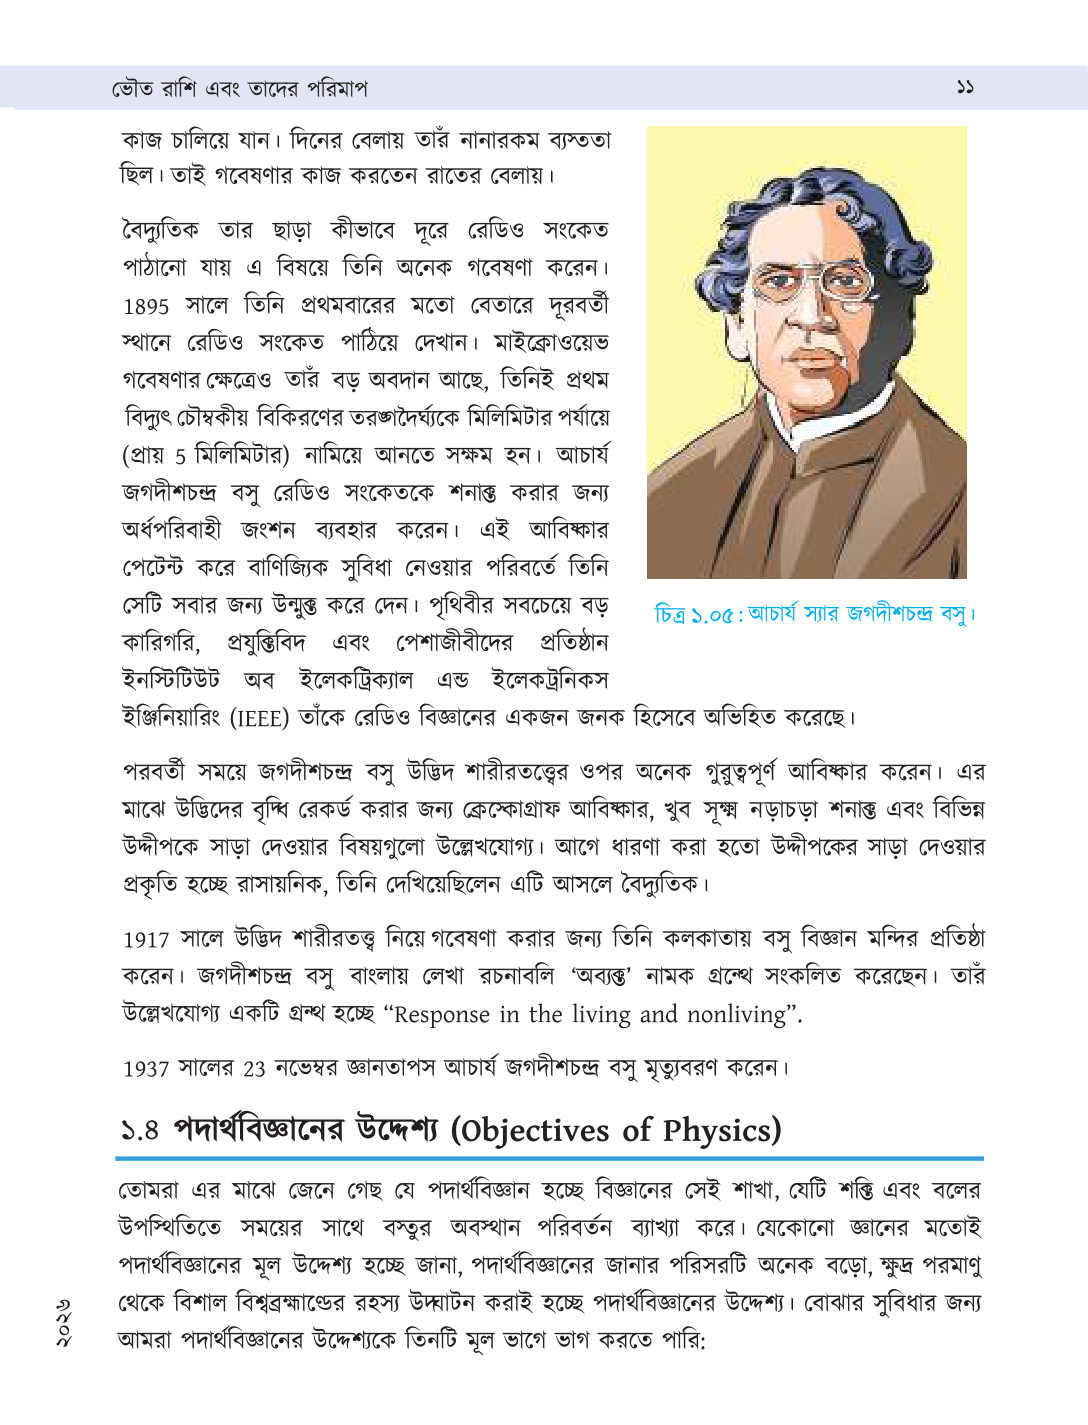 ভৌত রাশি এবং তাদের পরিমাপ
১১
কাজ চালিয়ে যান। দিনের বেলায় তাঁর নানারকম ব্যস্ততা
ছিল। তাই গবেষণার কাজ করতেন রাতের বেলায়।
বৈদ্যুতিক তার ছাড়া কীভাবে দূরে রেডিও সংকেত
পাঠানো যায় এ বিষয়ে তিনি অনেক গবেষণা করেন।
1895 সালে তিনি প্রথমবারের মতো বেতারে দূরবর্তী
স্থানে রেডিও সংকেত পাঠিয়ে দেখান। মাইক্রোওয়েভ
গবেষণার ক্ষেত্রেও তাঁর বড় অবদান আছে, তিনিই প্রথম
বিদ্যুৎ চৌম্বকীয় বিকিরণের তরঙ্গদৈর্ঘ্যকে মিলিমিটার পর্যায়ে
(প্রায় 5 মিলিমিটার) নামিয়ে আনতে সক্ষম হন। আচার্য
জগদীশচন্দ্র বসু রেডিও সংকেতকে শনাক্ত করার জন্য
অর্ধপরিবাহী জংশন ব্যবহার করেন। এই আবিষ্কার
পেটেন্ট করে বাণিজ্যিক সুবিধা নেওয়ার পরিবর্তে তিনি
সেটি সবার জন্য উন্মুক্ত করে দেন। পৃথিবীর সবচেয়ে বড়
কারিগরি, প্রযুক্তিবিদ এবং পেশাজীবীদের প্রতিষ্ঠান
ইনস্টিটিউট অব ইলেকট্রিক্যাল এন্ড ইলেকট্রনিকস
ইঞ্জিনিয়ারিং (IEEE) তাঁকে রেডিও বিজ্ঞানের একজন জনক হিসেবে অভিহিত করেছে।
চিত্র ১.০৫ : আচার্য স্যার জগদীশচন্দ্র বসু।
পরবর্তী সময়ে জগদীশচন্দ্র বসু উদ্ভিদ শারীরতত্ত্বের ওপর অনেক গুরুত্বপূর্ণ আবিষ্কার করেন। এর
মাঝে উদ্ভিদের বৃদ্ধি রেকর্ড করার জন্য ক্রেস্কোগ্রাফ আবিষ্কার, খুব সূক্ষ্ম নড়াচড়া শনাক্ত এবং বিভিন্ন
উদ্দীপকে সাড়া দেওয়ার বিষয়গুলো উল্লেখযোগ্য। আগে ধারণা করা হতো উদ্দীপকের সাড়া দেওয়ার
প্রকৃতি হচ্ছে রাসায়নিক, তিনি দেখিয়েছিলেন এটি আসলে বৈদ্যুতিক।
1917 সালে উদ্ভিদ শারীরতত্ত্ব নিয়ে গবেষণা করার জন্য তিনি কলকাতায় বসু বিজ্ঞান মন্দির প্রতিষ্ঠা
করেন। জগদীশচন্দ্র বসু বাংলায় লেখা রচনাবলি ‘অব্যক্ত’ নামক গ্রন্থে সংকলিত করেছেন। তাঁর
উল্লেখযোগ্য একটি গ্রন্থ হচ্ছে “Response in the living and nonliving”.
1937 সালের 23 নভেম্বর জ্ঞানতাপস আচার্য জগদীশচন্দ্র বসু মৃত্যুবরণ করেন।
১.৪ পদার্থবিজ্ঞানের উদ্দেশ্য (Objectives of Physics)
তোমরা এর মাঝে জেনে গেছ যে পদার্থবিজ্ঞান হচ্ছে বিজ্ঞানের সেই শাখা, যেটি শক্তি এবং বলের
উপস্থিতিতে সময়ের সাথে বস্তুর অবস্থান পরিবর্তন ব্যাখ্যা করে। যেকোনো জ্ঞানের মতোই
পদার্থবিজ্ঞানের মূল উদ্দেশ্য হচ্ছে জানা, পদার্থবিজ্ঞানের জানার পরিসরটি অনেক বড়ো, ক্ষুদ্র পরমাণু
থেকে বিশাল বিশ্বব্রহ্মাণ্ডের রহস্য উদ্ঘাটন করাই হচ্ছে পদার্থবিজ্ঞানের উদ্দেশ্য। বোঝার সুবিধার জন্য
আমরা পদার্থবিজ্ঞানের উদ্দেশ্যকে তিনটি মূল ভাগে ভাগ করতে পারি:
২০২৬